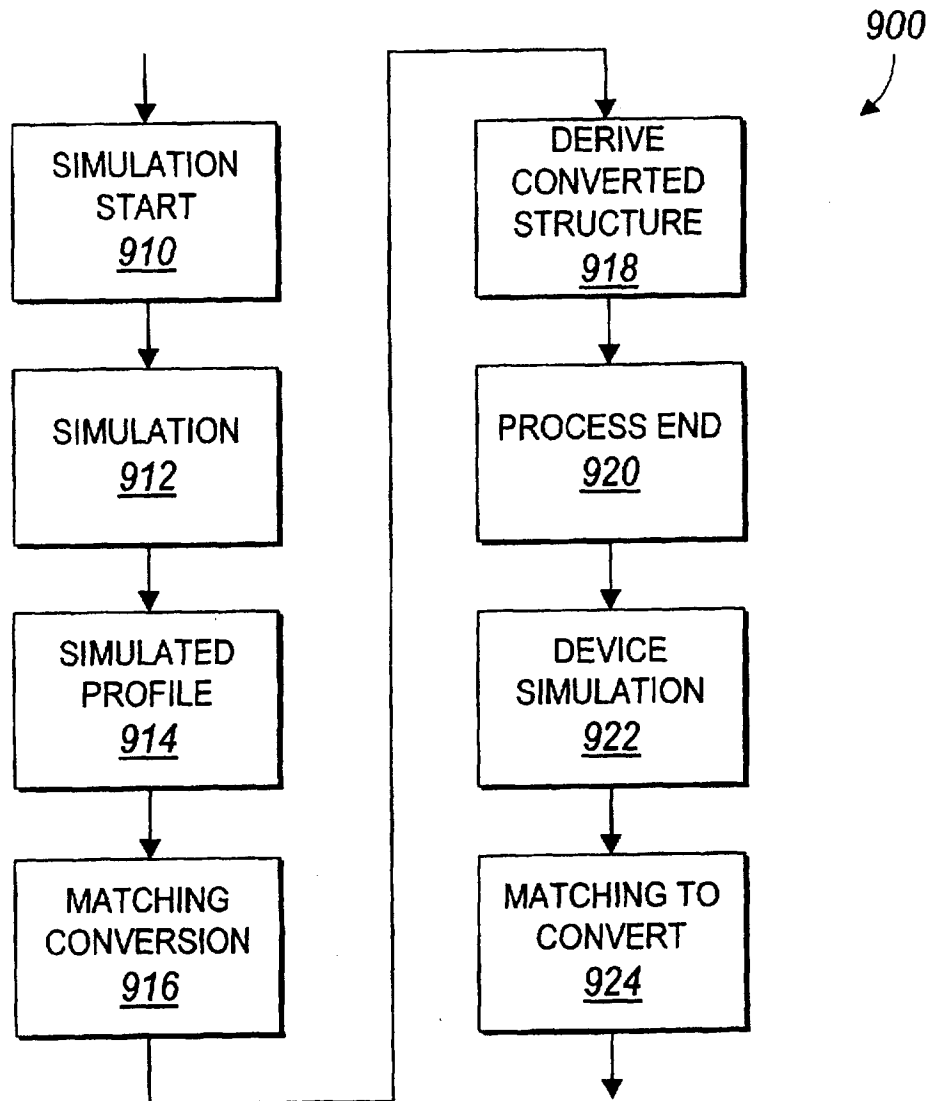 900
SIMULATION
START
910
SIMULATION
912
SIMULATED
PROFILE
914
MATCHING
CONVERSION
916
DERIVE
CONVERTED
STRUCTURE
918
PROCESS END
920
DEVICE
SIMULATION
922
MATCHING TO
CONVERT
924